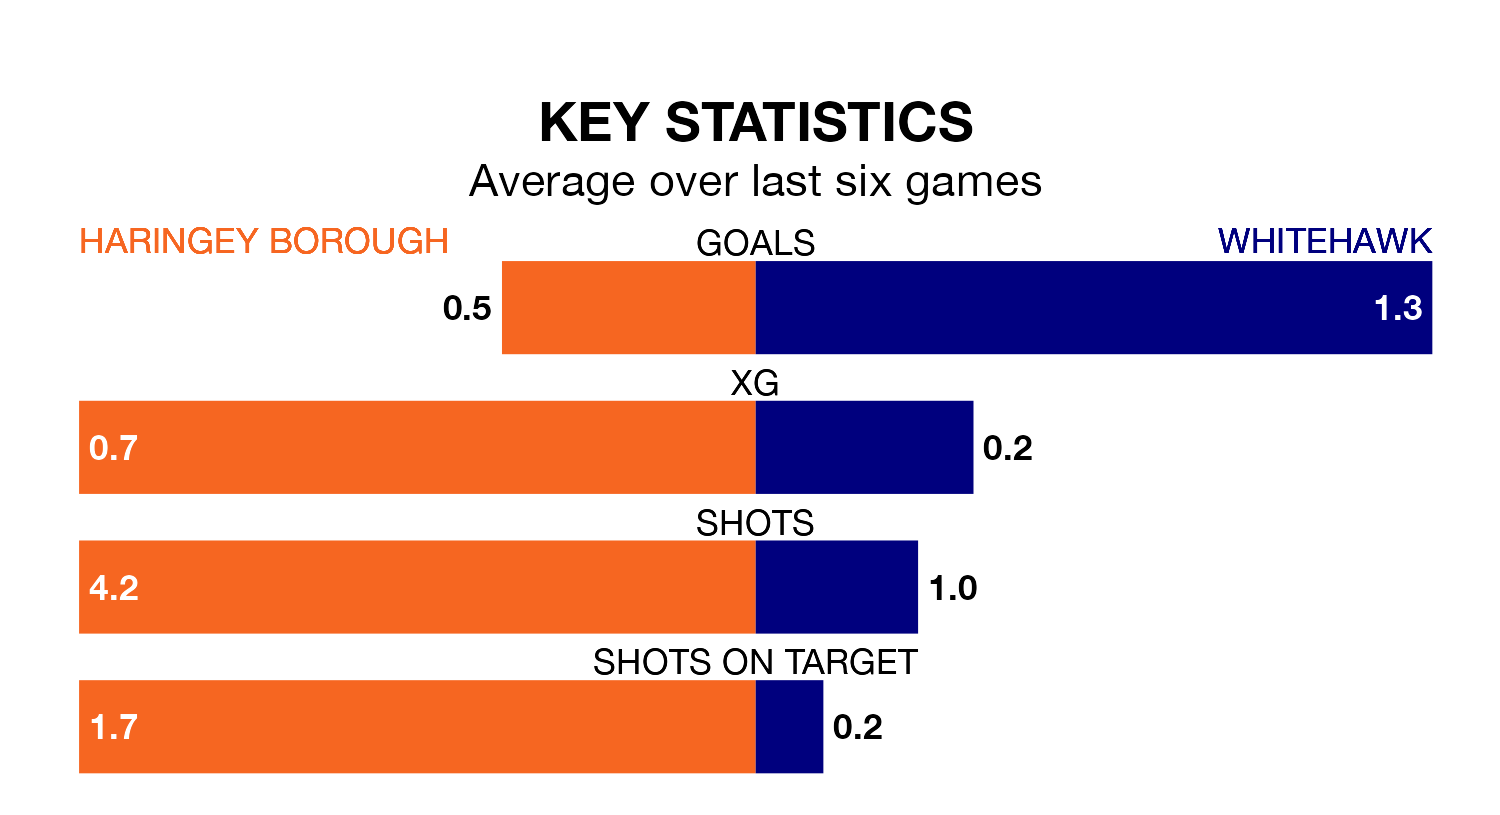 KEY STATISTICS
Average over last six games
HARINGEY BOROUGH GOALS WHITEHAWK
0.5 1.3
XG
0.7 0.2
SHOTS
4.2 1.0
SHOTS ON TARGET
1.7 0.2